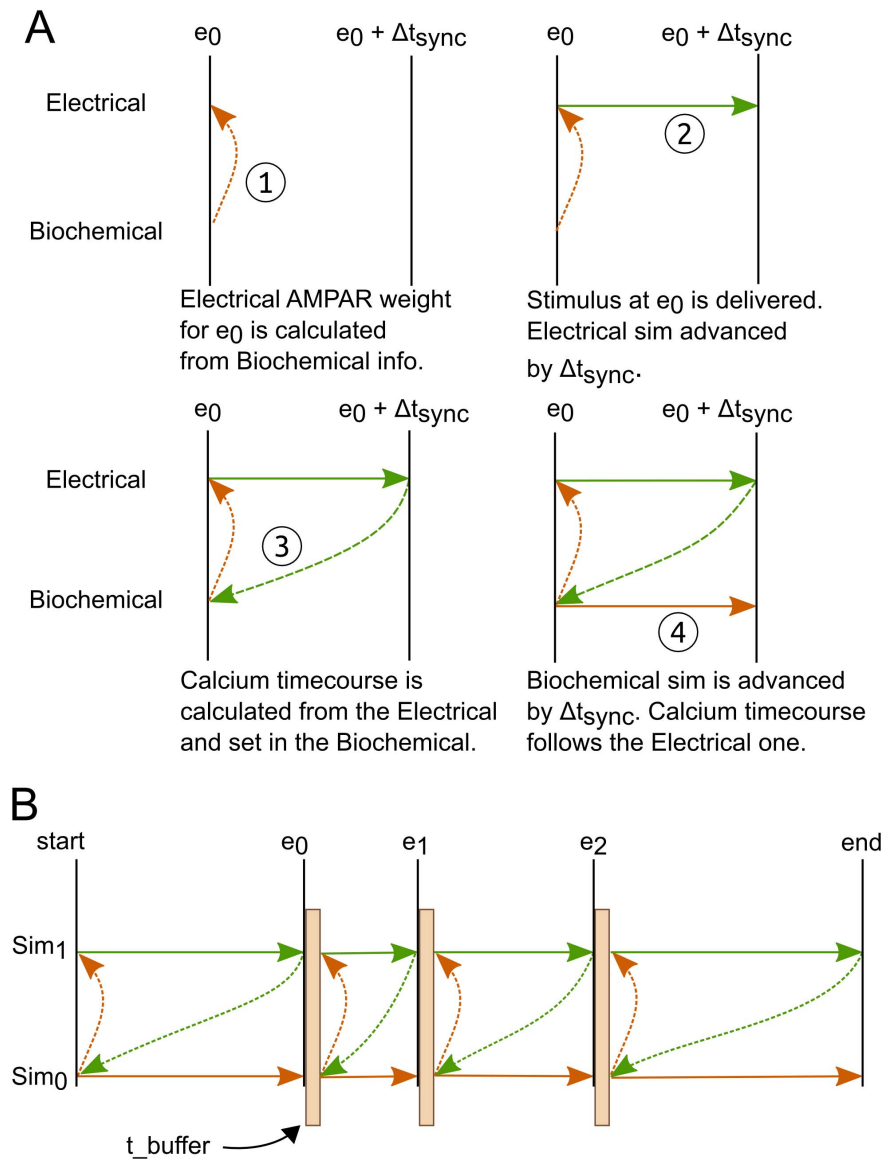 A
e0 e0 + Δtsync e0 e0 + Δtsync
Electrical
1
2
Biochemical
Electrical AMPAR weight
for e0 is calculated
from Biochemical info.
Stimulus at e0 is delivered.
Electrical sim advanced
by Δtsync.
e0 e0 + Δtsync e0 e0 + Δtsync
Electrical
3
Biochemical
4
Calcium timecourse is
calculated from the Electrical
and set in the Biochemical.
Biochemical sim is advanced
by Δtsync. Calcium timecourse
follows the Electrical one.
B
start e0 e1 e2 end
Sim1
Sim0
t_buffer